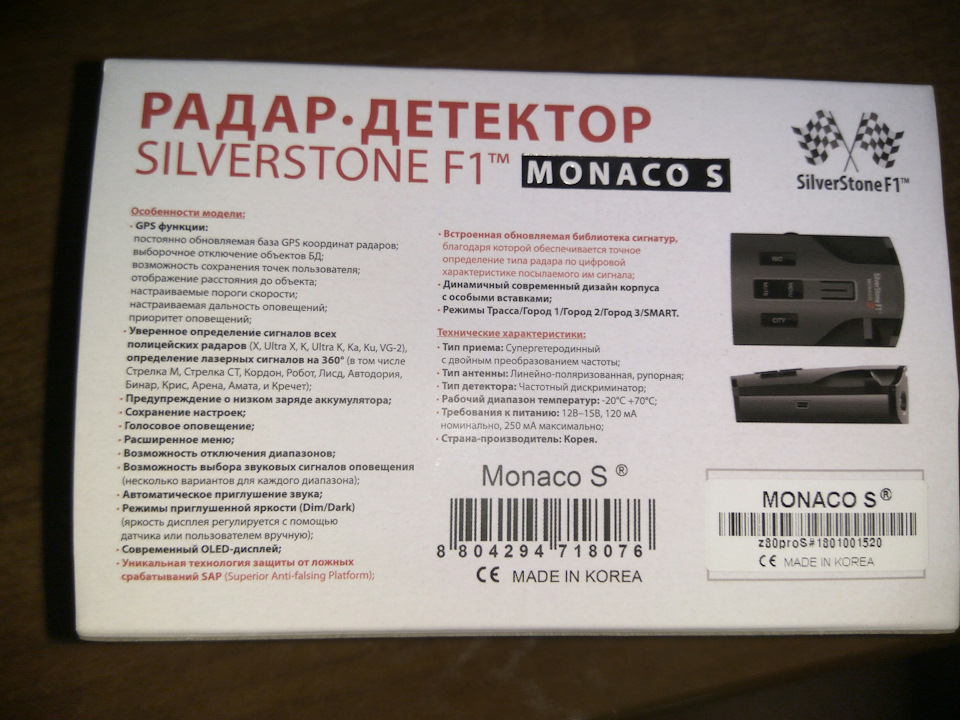 РАДАР·ДЕТЕКТОР
SILVERSTONE F1™ MONACO S
SilverStone F1™
Особенности модели:
· GPS функции:
постоянно обновляемая база GPS координат радаров;
выборочное отключение объектов БД;
возможность сохранения точек пользователя;
отображение расстояния до объекта;
настраиваемые пороги скорости;
настраиваемая дальность оповещений;
приоритет оповещений;
· Уверенное определение сигналов всех
полицейских радаров (X, Ultra X, K, Ultra K, Ka, Ku, VG-2),
определение лазерных сигналов на 360° (в том числе
Стрелка М, Стрелка СТ, Кордон, Робот, Лисд, Автодория,
Бинар, Крис, Арена, Амата, и Кречет);
· Предупреждение о низком заряде аккумулятора;
· Сохранение настроек;
· Голосовое оповещение;
· Расширенное меню;
· Возможность отключения диапазонов;
· Возможность выбора звуковых сигналов оповещения
(несколько вариантов для каждого диапазона);
· Автоматическое приглушение звука;
· Режимы приглушенной яркости (Dim/Dark)
(яркость дисплея регулируется с помощью
датчика или пользователем вручную);
· Современный OLED-дисплей;
· Уникальная технология защиты от ложных
срабатываний SAP (Superior Anti-falsing Platform);
· Встроенная обновляемая библиотека сигнатур,
благодаря которой обеспечивается точное
определение типа радара по цифровой
характеристике посылаемого им сигнала;
· Динамичный современный дизайн корпуса
с особыми вставками;
· Режимы Трасса/Город 1/Город 2/Город 3/SMART.
Технические характеристики:
· Тип приема: Супергетеродинный
с двойным преобразованием частоты;
· Тип антенны: Линейно-поляризованная, рупорная;
· Тип детектора: Частотный дискриминатор;
· Рабочий диапазон температур: -20°C +70°C;
· Требования к питанию: 12В–15В, 120 мА
номинально, 250 мА максимально;
· Страна-производитель: Корея.
DIM
MENU
MUTE
CITY
SilverStone F1
Monaco S®
8 804294 718076
CE MADE IN KOREA
MONACO S®
z80proS#1801001520
CE MADE IN KOREA